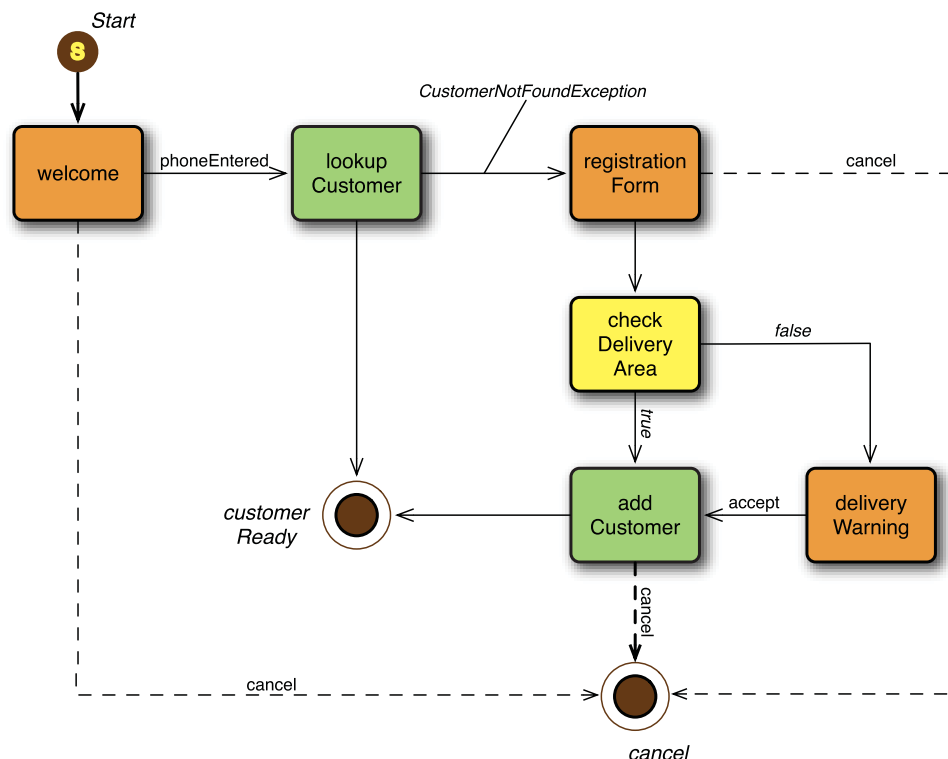 Start
S
CustomerNotFoundException
welcome
phoneEntered
lookup
Customer
registration
Form
cancel
check
Delivery
Area
false
true
customer
Ready
add
Customer
accept
delivery
Warning
cancel
cancel
cancel